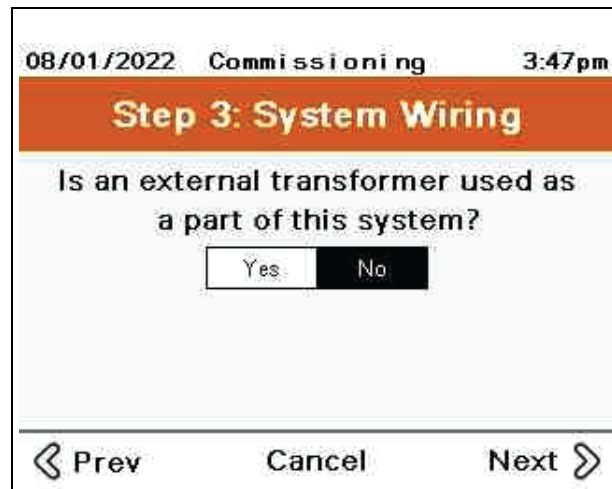 08/01/2022 Commissioning 3:47pm
Step 3: System Wiring
Is an external transformer used as
a part of this system?
Yes No
Prev Cancel Next